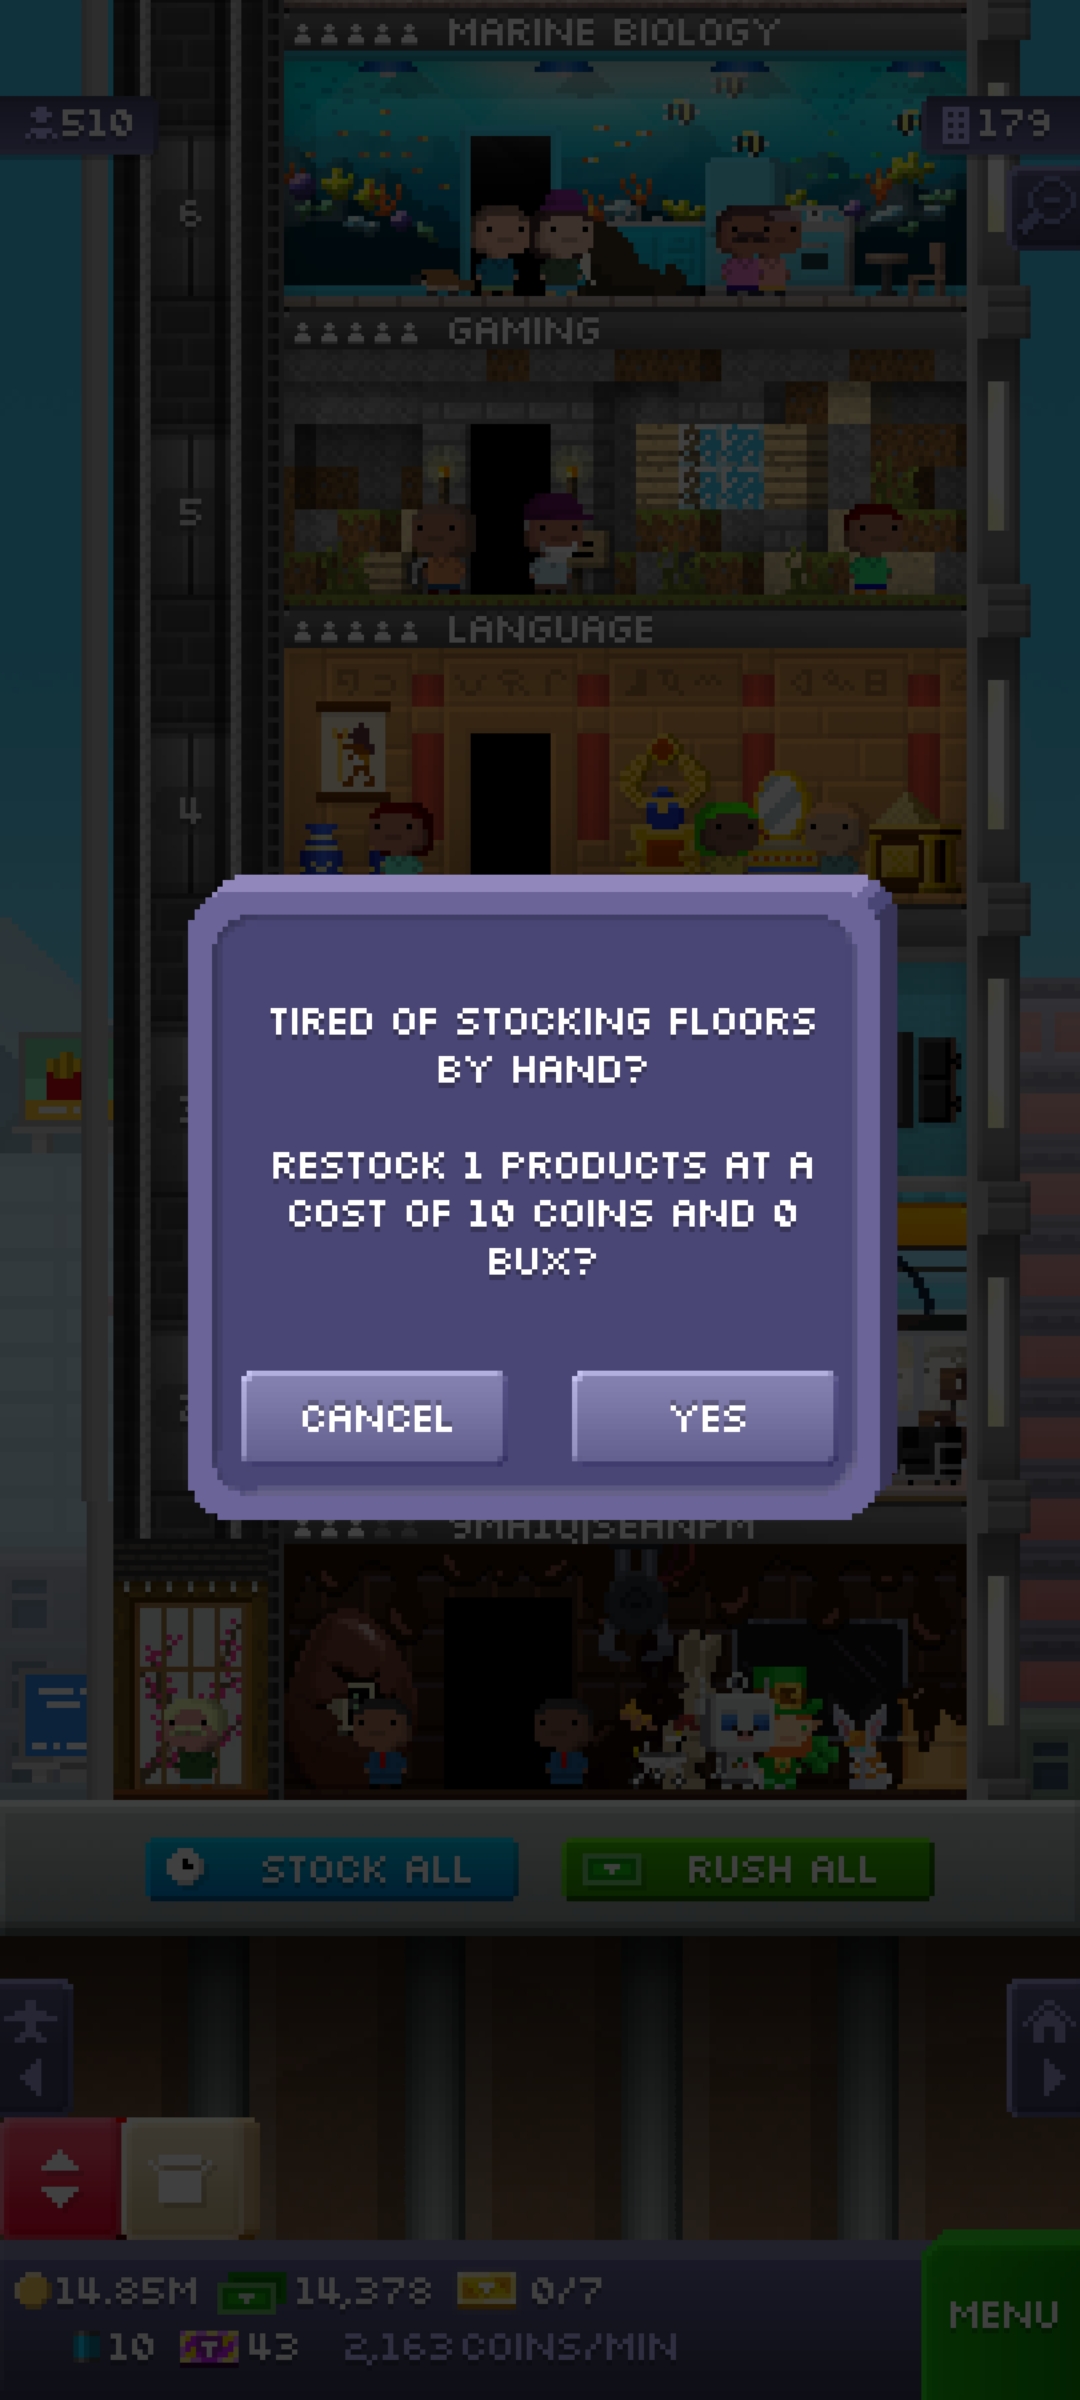 MARINE BIOLOGY
510
179
6
GAMING
5
LANGUAGE
4
TIRED OF STOCKING FLOORS
BY HAND?
RESTOCK 1 PRODUCTS AT A
COST OF 10 COINS AND 0
BUX?
CANCEL
YES
STOCK ALL
RUSH ALL
14.85M
14,378
0/7
MENU
10
43
2,163 COINS/MIN